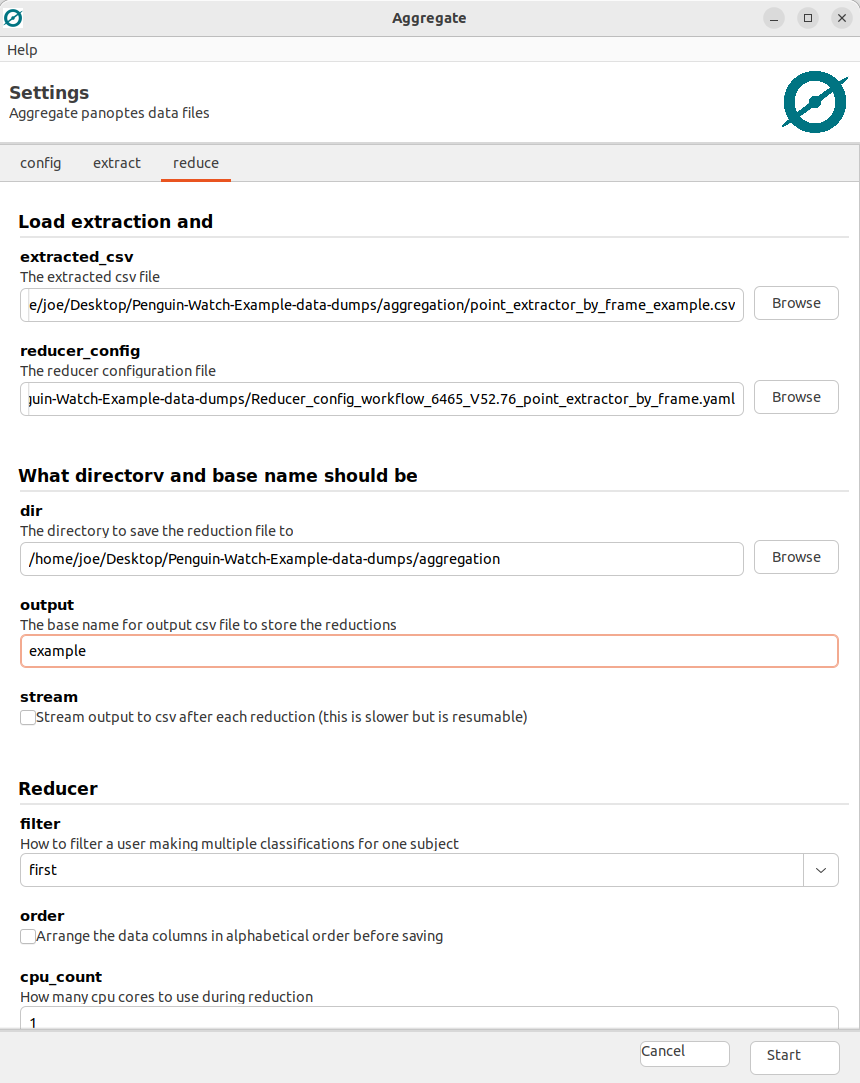 Aggregate
Help
Settings
Aggregate panoptes data files
config extract reduce
Load extraction and
extracted_csv
The extracted csv file
e/joe/Desktop/Penguin-Watch-Example-data-dumps/aggregation/point_extractor_by_frame_example.csv Browse
reducer_config
The reducer configuration file
guin-Watch-Example-data-dumps/Reducer_config_workflow_6465_V52.76_point_extractor_by_frame.yaml Browse
What directory and base name should be
dir
The directory to save the reduction file to
/home/joe/Desktop/Penguin-Watch-Example-data-dumps/aggregation Browse
output
The base name for output csv file to store the reductions
example
stream
Stream output to csv after each reduction (this is slower but is resumable)
Reducer
filter
How to filter a user making multiple classifications for one subject
first
order
Arrange the data columns in alphabetical order before saving
cpu_count
How many cpu cores to use during reduction
1
Cancel Start